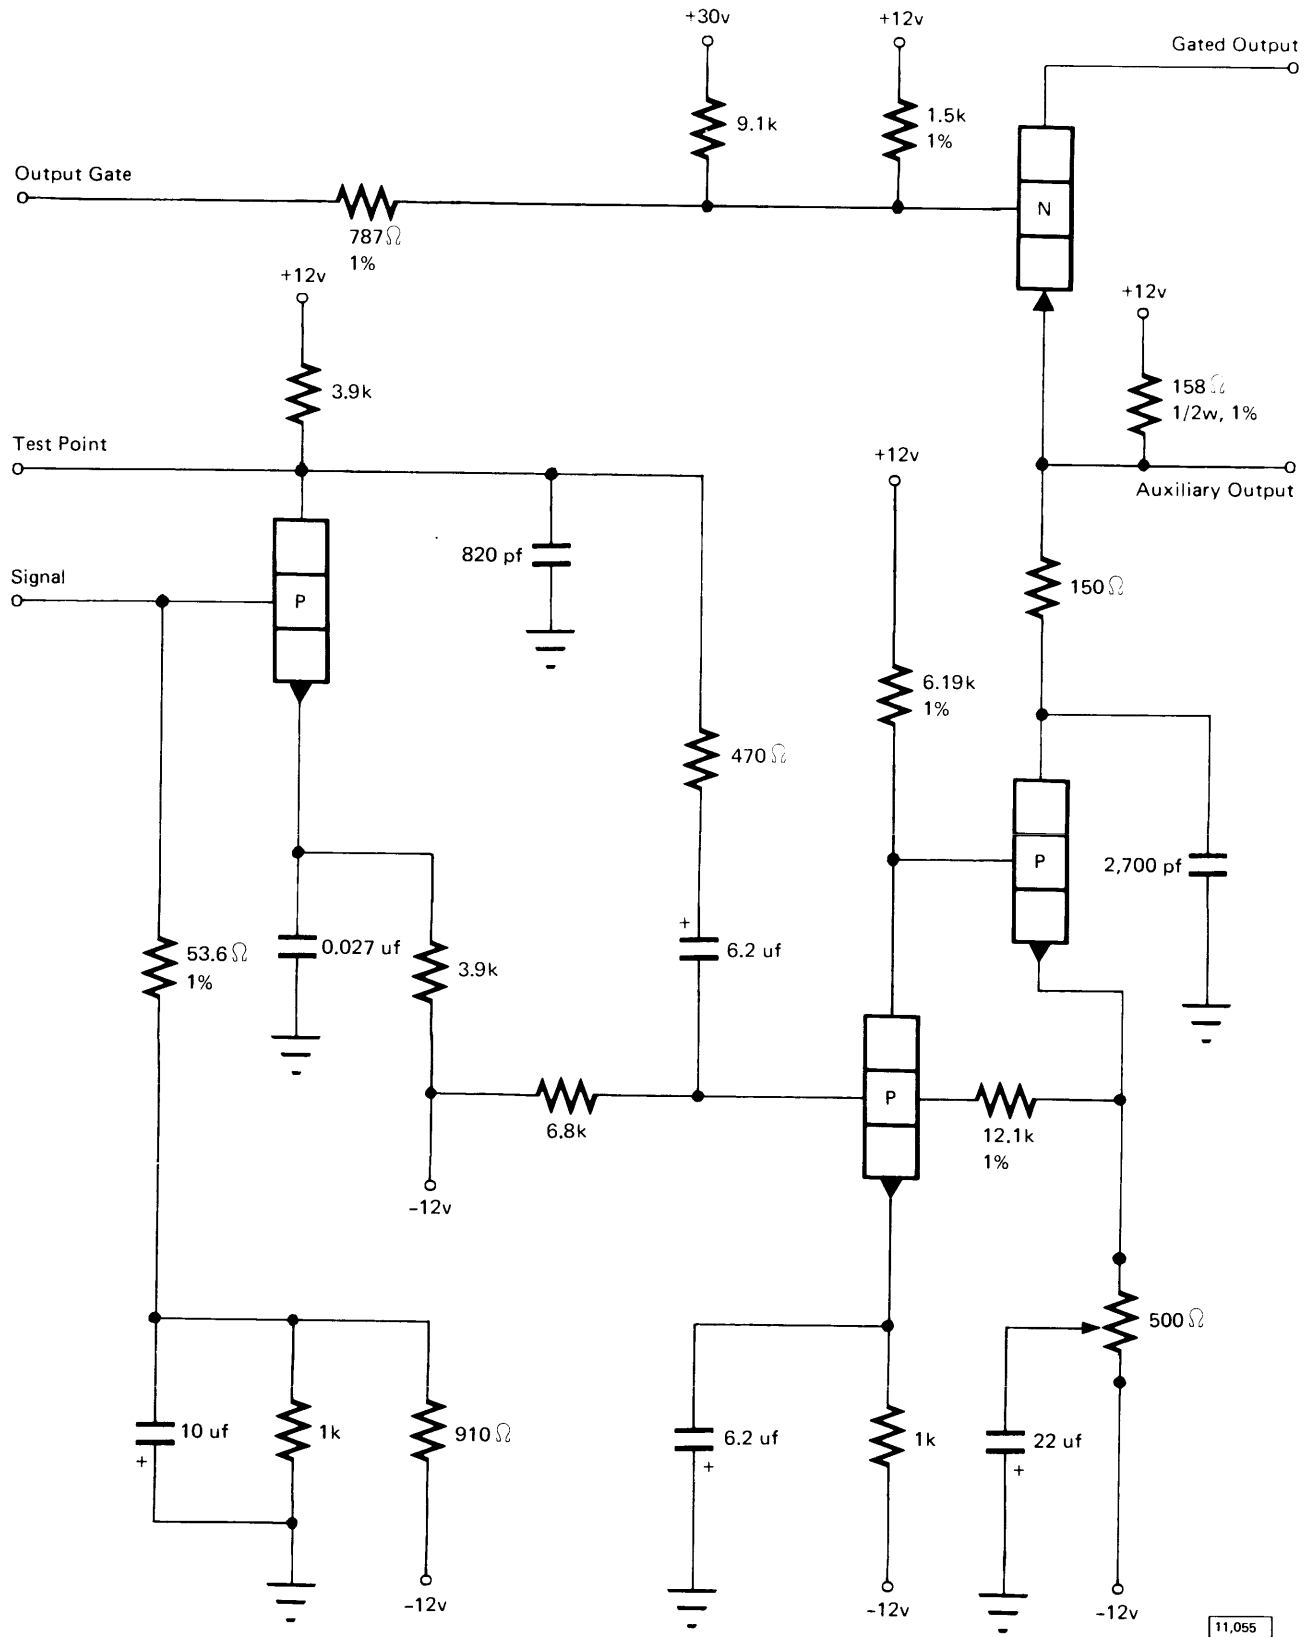 +30v
+12v
Gated Output
9.1k
1.5k
1%
Output Gate
N
787Ω
1%
+12v
+12v
3.9k
158Ω
1/2w, 1%
Test Point
+12v
Auxiliary Output
820 pf
Signal
P
150Ω
6.19k
1%
470Ω
P
2,700 pf
+
53.6Ω
1%
0.027 uf
3.9k
6.2 uf
P
6.8k
12.1k
1%
-12v
500Ω
10 uf
+
1k
910Ω
6.2 uf
+
1k
22 uf
+
-12v
-12v
-12v
11,055